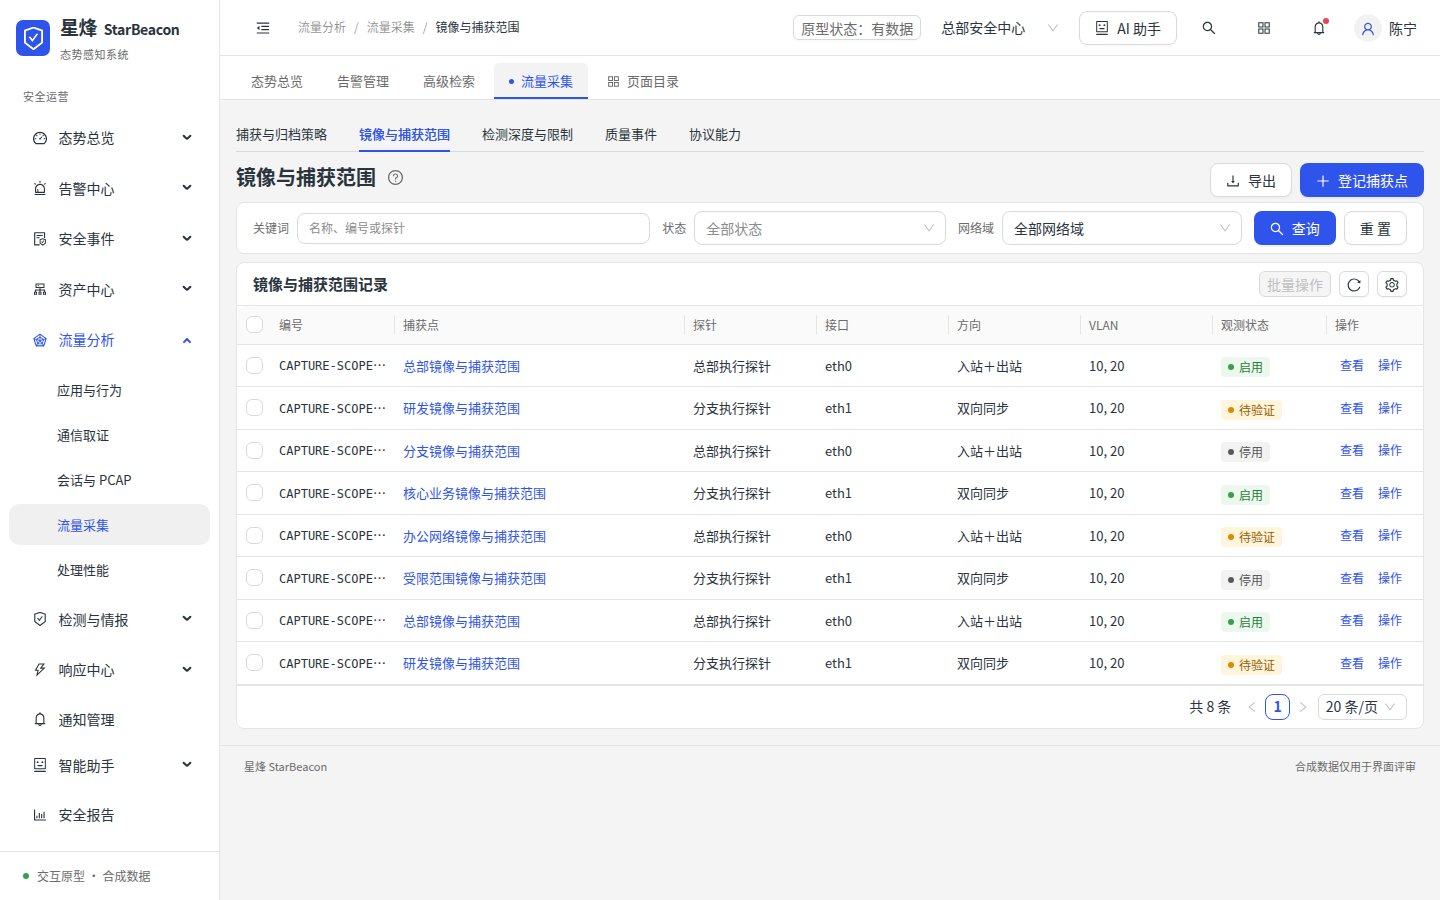 星烽 StarBeacon
态势感知系统
安全运营
态势总览
告警中心
安全事件
资产中心
流量分析
应用与行为
通信取证
会话与 PCAP
流量采集
处理性能
检测与情报
响应中心
通知管理
智能助手
安全报告
交互原型 · 合成数据
流量分析 / 流量采集 / 镜像与捕获范围
原型状态：有数据
总部安全中心
AI 助手
陈宁
态势总览 告警管理 高级检索 流量采集 页面目录
捕获与归档策略 镜像与捕获范围 检测深度与限制 质量事件 协议能力
镜像与捕获范围
导出
登记捕获点
关键词 名称、编号或探针 状态 全部状态 网络域 全部网络域 查询 重 置
镜像与捕获范围记录
批量操作
编号 捕获点 探针 接口 方向 VLAN 观测状态 操作
CAPTURE-SCOPE··· 总部镜像与捕获范围 总部执行探针 eth0 入站＋出站 10, 20 启用 查看 操作
CAPTURE-SCOPE··· 研发镜像与捕获范围 分支执行探针 eth1 双向同步 10, 20 待验证 查看 操作
CAPTURE-SCOPE··· 分支镜像与捕获范围 总部执行探针 eth0 入站＋出站 10, 20 停用 查看 操作
CAPTURE-SCOPE··· 核心业务镜像与捕获范围 分支执行探针 eth1 双向同步 10, 20 启用 查看 操作
CAPTURE-SCOPE··· 办公网络镜像与捕获范围 总部执行探针 eth0 入站＋出站 10, 20 待验证 查看 操作
CAPTURE-SCOPE··· 受限范围镜像与捕获范围 分支执行探针 eth1 双向同步 10, 20 停用 查看 操作
CAPTURE-SCOPE··· 总部镜像与捕获范围 总部执行探针 eth0 入站＋出站 10, 20 启用 查看 操作
CAPTURE-SCOPE··· 研发镜像与捕获范围 分支执行探针 eth1 双向同步 10, 20 待验证 查看 操作
共 8 条 1 20 条/页
星烽 StarBeacon
合成数据仅用于界面评审